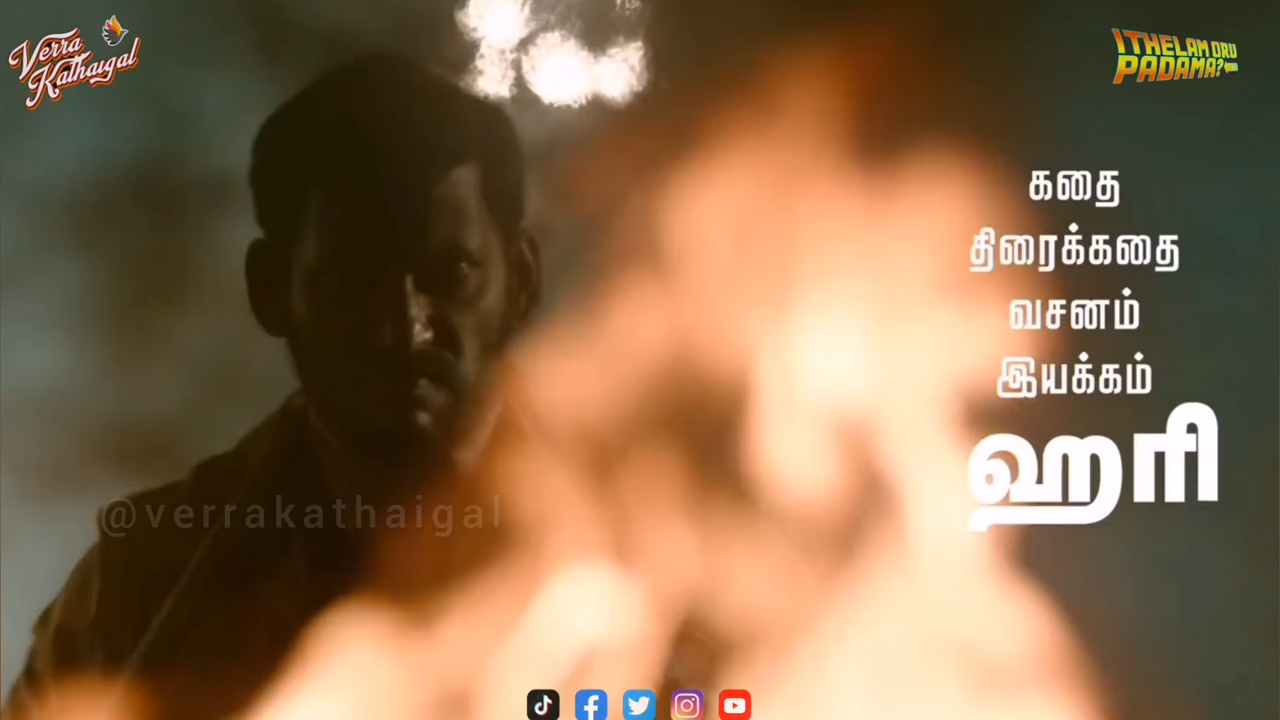 Verra
Kathaigal
ITHELAM ORU
PADAMA?
கதை
திரைக்கதை
வசனம்
இயக்கம்
ஹரி
@verrakathaigal